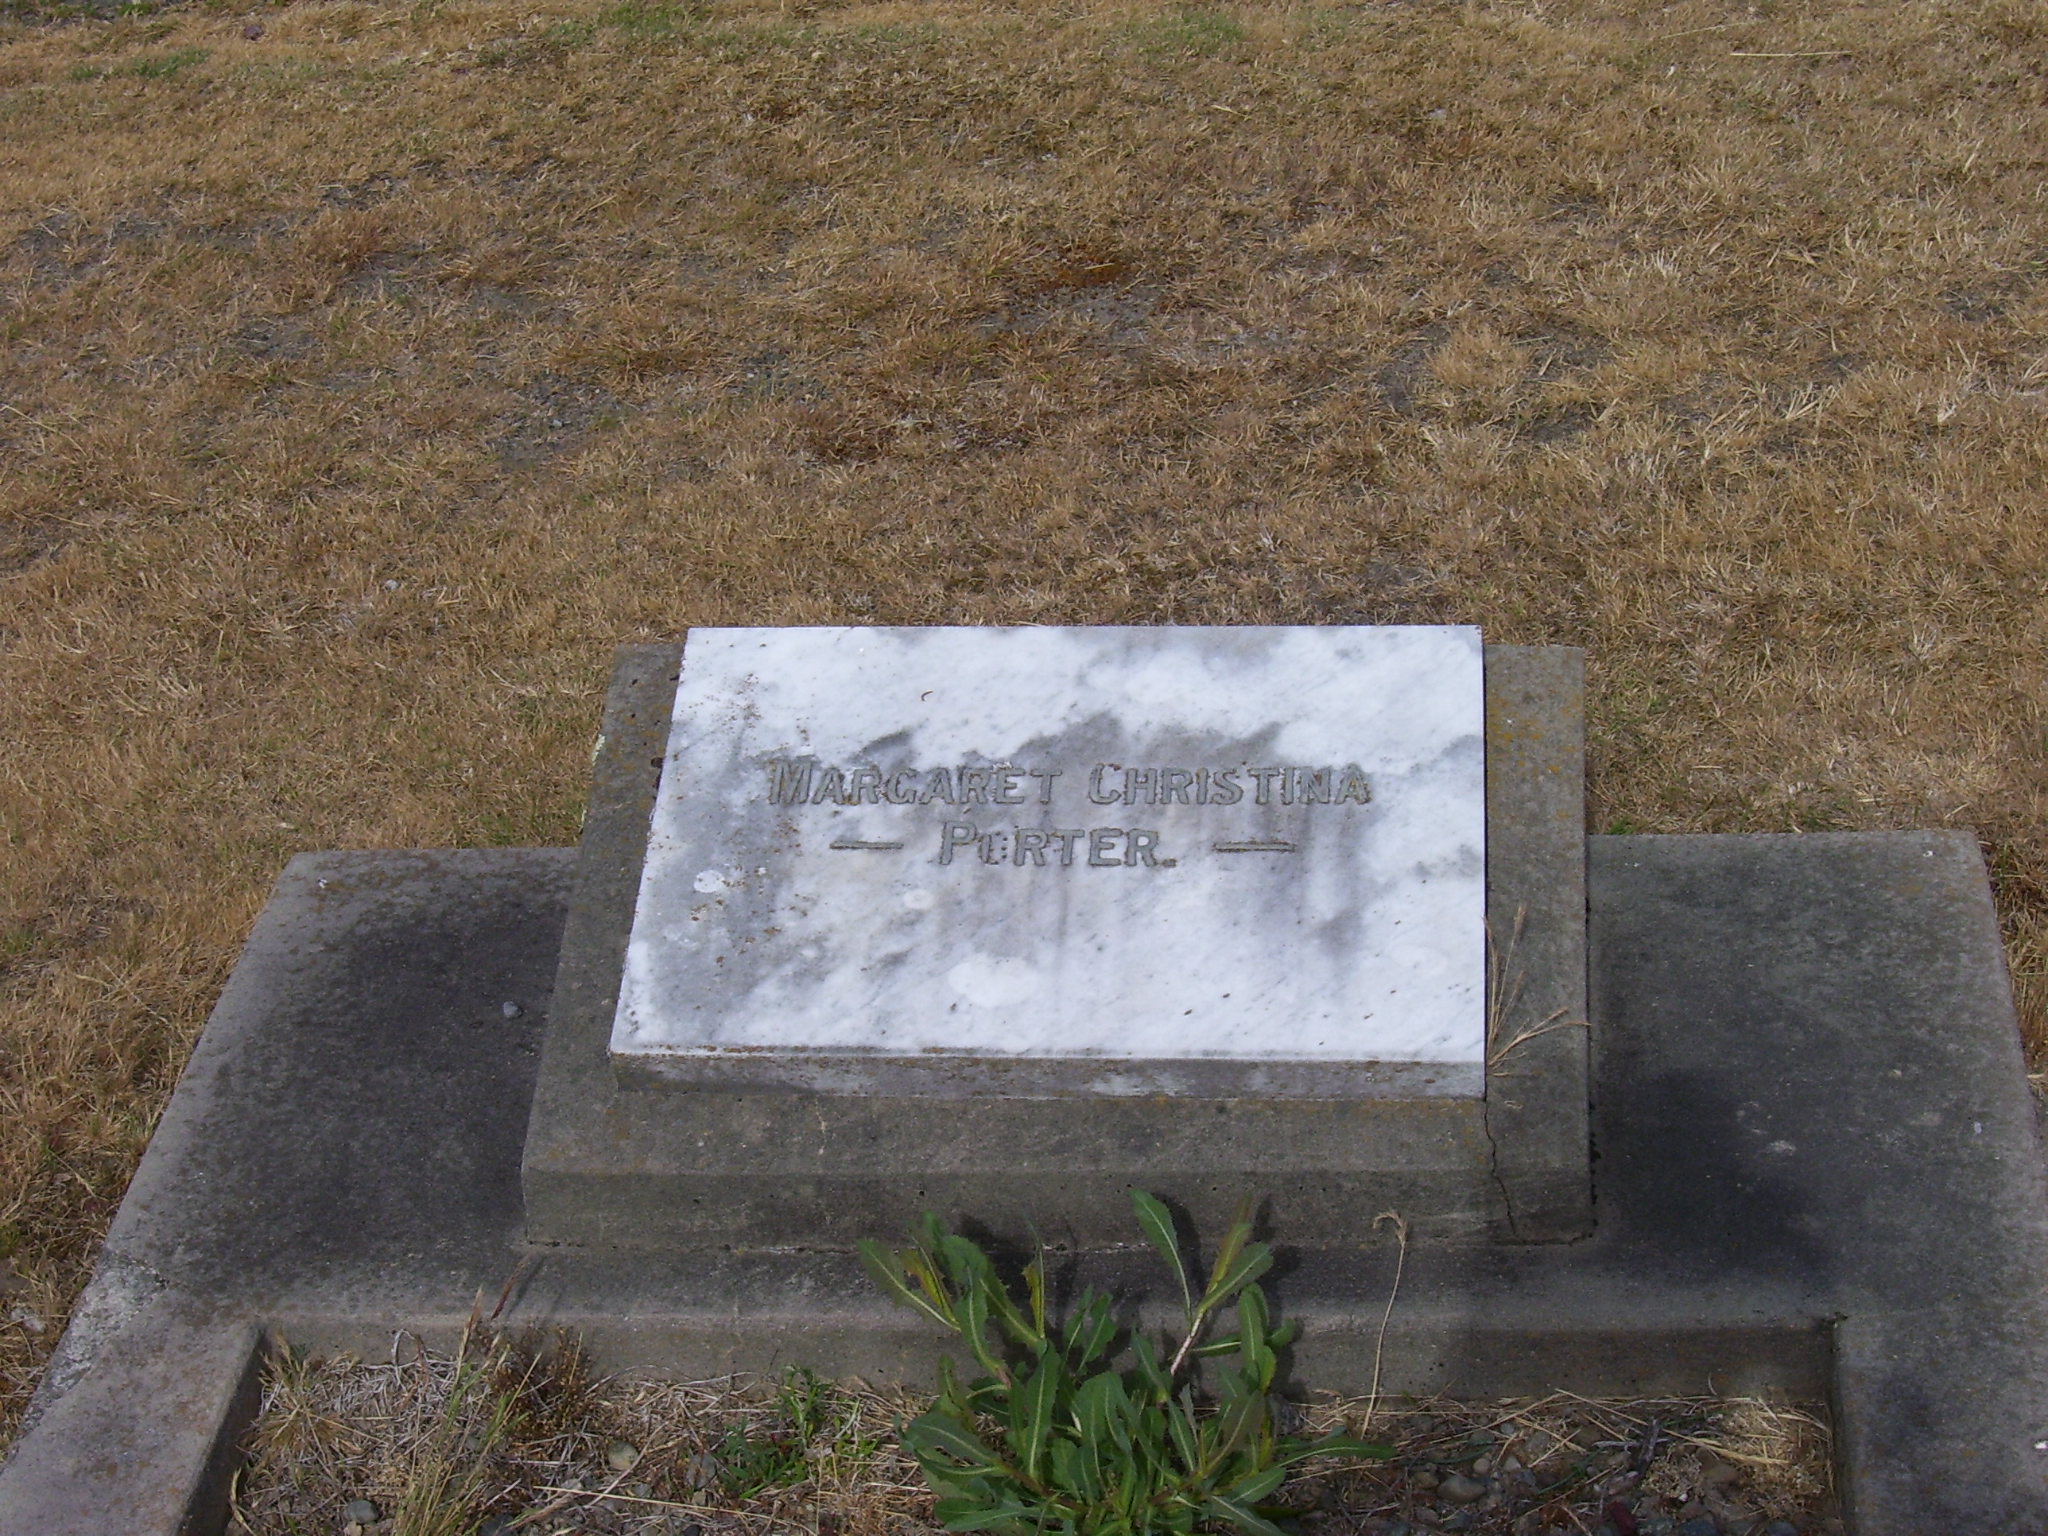 MARGARET CHRISTINA
— PORTER. —